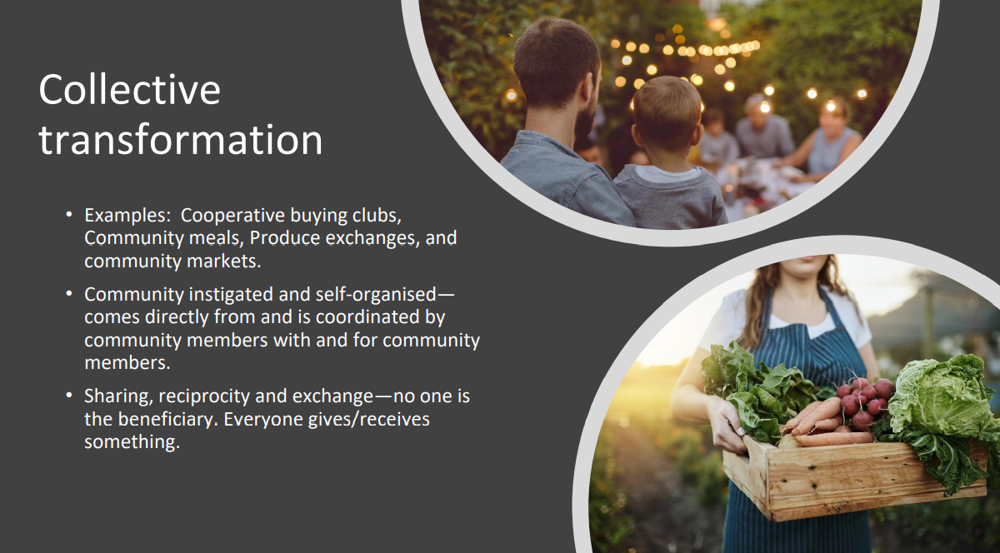 Collective
transformation
• Examples:  Cooperative buying clubs,
Community meals, Produce exchanges, and
community markets.
• Community instigated and self-organised—
comes directly from and is coordinated by
community members with and for community
members.
• Sharing, reciprocity and exchange—no one is
the beneficiary. Everyone gives/receives
something.